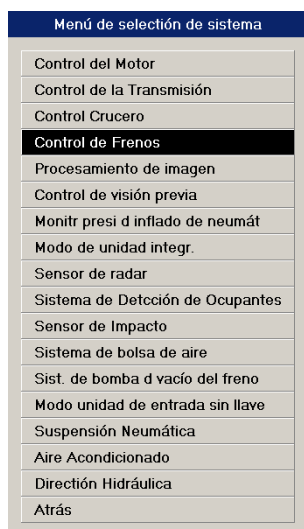 Menú de selección de sistema
Control del Motor
Control de la Transmisión
Control Crucero
Control de Frenos
Procesamiento de imagen
Control de visión previa
Monitr presi d inflado de neumát
Modo de unidad integr.
Sensor de radar
Sistema de Detcción de Ocupantes
Sensor de Impacto
Sistema de bolsa de aire
Sist. de bomba d vacío del freno
Modo unidad de entrada sin llave
Suspensión Neumática
Aire Acondicionado
Directión Hidráulica
Atrás